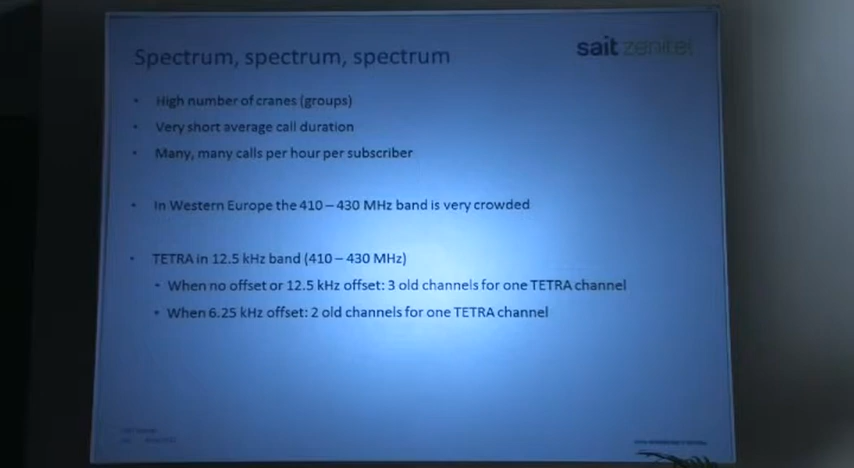 Spectrum, spectrum, spectrum
sait zenitel
• High number of cranes (groups)
• Very short average call duration
• Many, many calls per hour per subscriber
• In Western Europe the 410 – 430 MHz band is very crowded
• TETRA in 12.5 kHz band (410 – 430 MHz)
• When no offset or 12.5 kHz offset: 3 old channels for one TETRA channel
• When 6.25 kHz offset: 2 old channels for one TETRA channel